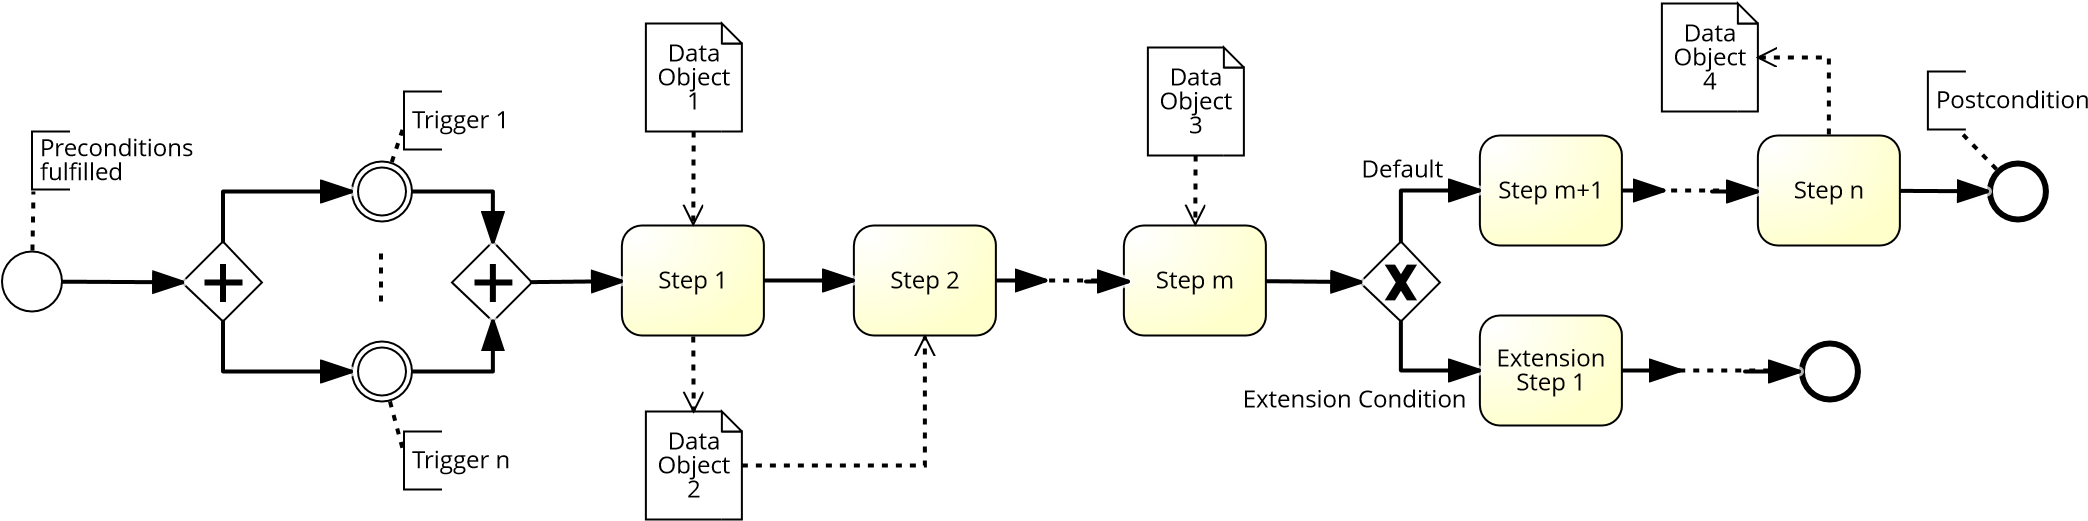 Preconditions
fulfilled
Trigger 1
Trigger n
Data
Object
1
Step 1
Data
Object
2
Step 2
Data
Object
3
Step m
Default
Extension Condition
Step m+1
Extension
Step 1
Data
Object
4
Step n
Postcondition